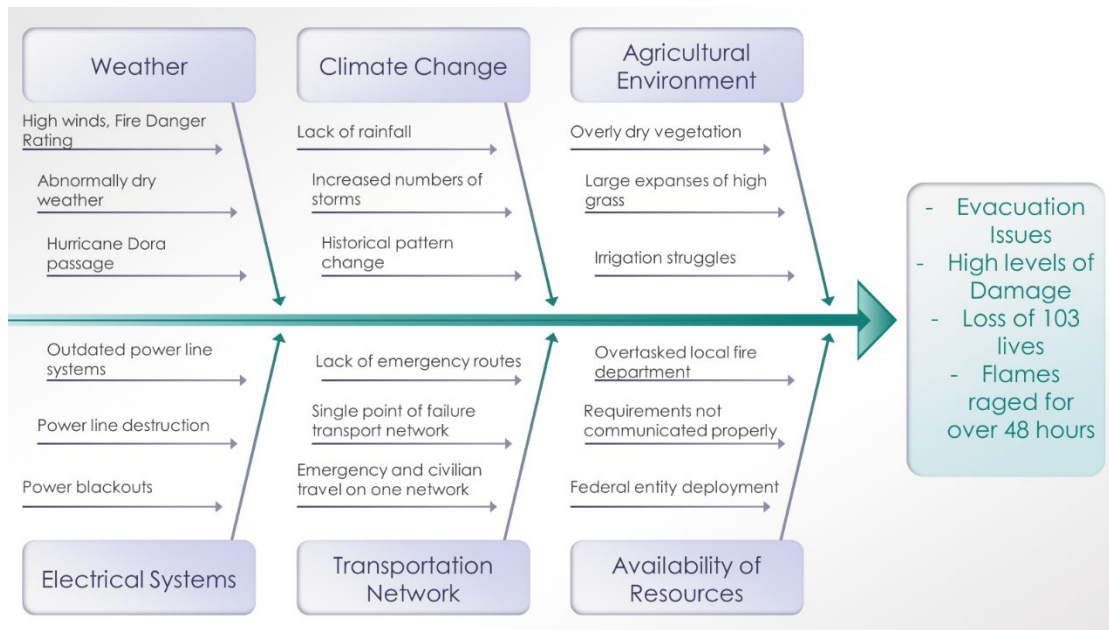 Weather
High winds, Fire Danger
Rating
Abnormally dry
weather
Hurricane Dora
passage
Climate Change
Lack of rainfall
Increased numbers of
storms
Historical pattern
change
Agricultural
Environment
Overly dry vegetation
Large expanses of high
grass
Irrigation struggles
Outdated power line
systems
Power line destruction
Power blackouts
Electrical Systems
Lack of emergency routes
Single point of failure
transport network
Emergency and civilian
travel on one network
Transportation
Network
Overtasked local fire
department
Requirements not
communicated properly
Federal entity deployment
Availability of
Resources
- Evacuation
Issues
- High levels of
Damage
- Loss of 103
lives
- Flames
raged for
over 48 hours